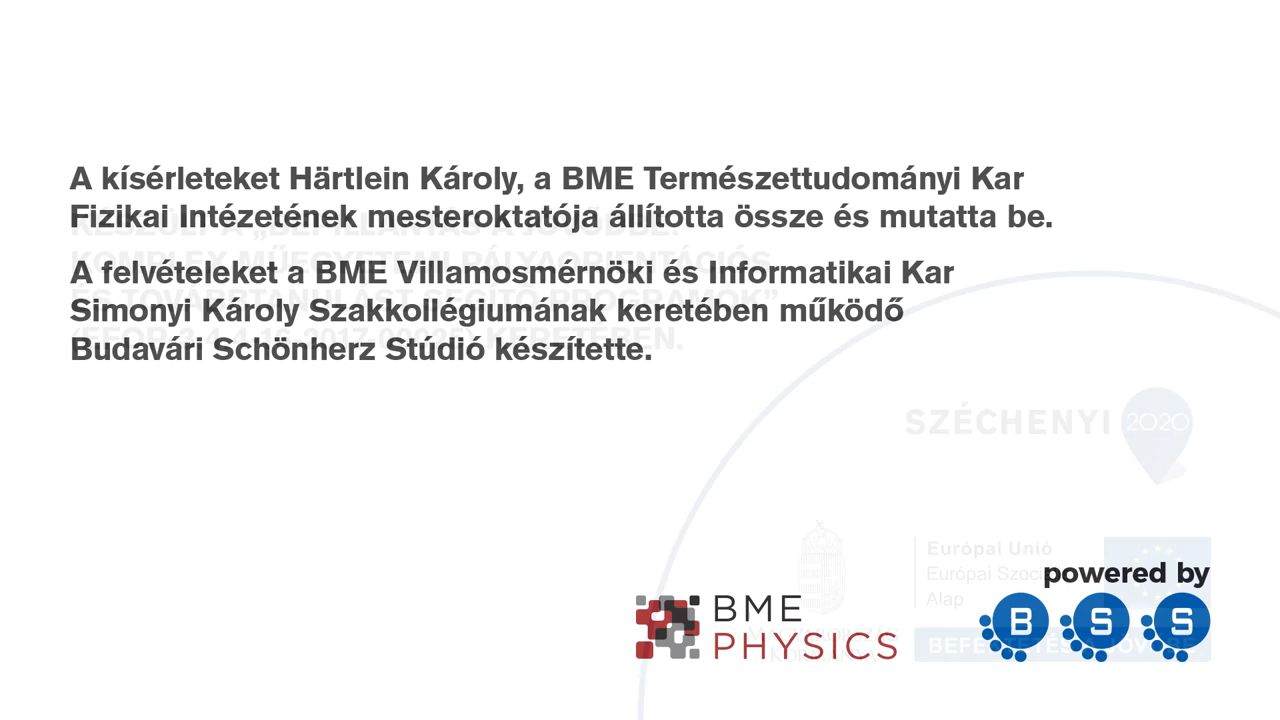 A kísérleteket Härtlein Károly, a BME Természettudományi Kar
Fizikai Intézetének mesteroktatója állította össze és mutatta be.
A felvételeket a BME Villamosmérnöki és Informatikai Kar
Simonyi Károly Szakkollégiumának keretében működő
Budavári Schönherz Stúdió készítette.
SZÉCHENYI 2020
Európai Unió
Európai
Alap
powered by
BME
PHYSICS
B S S